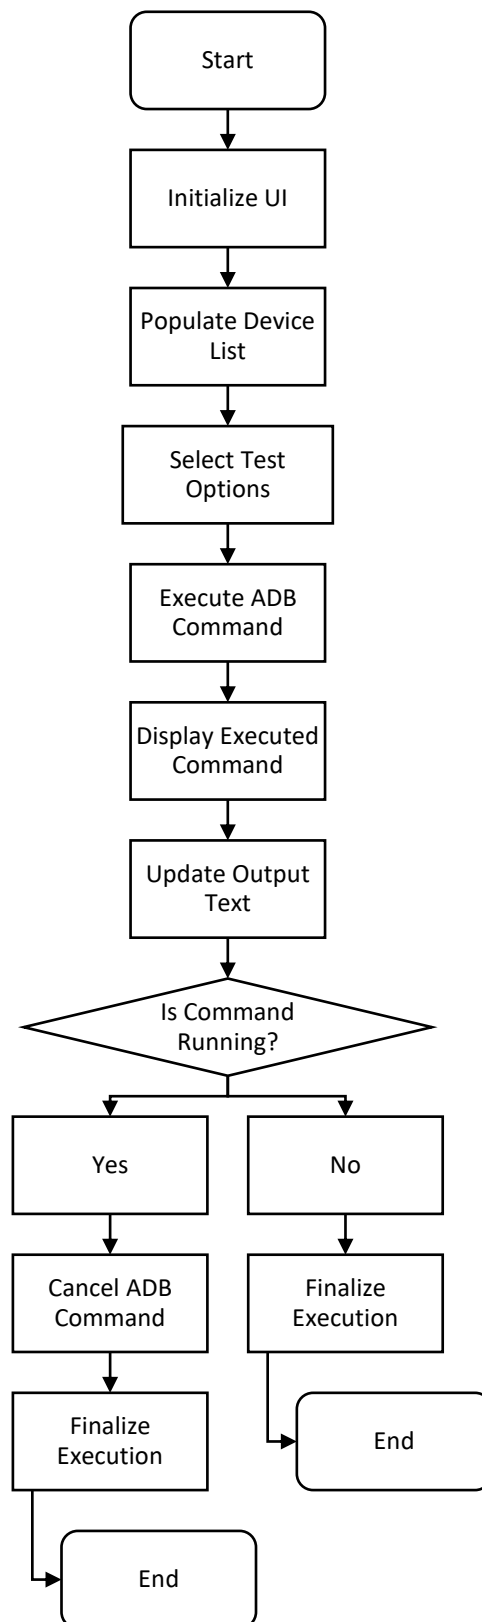 Start
Initialize UI
Populate Device
List
Select Test
Options
Execute ADB
Command
Display Executed
Command
Update Output
Text
Is Command
Running?
Yes
No
Cancel ADB
Command
Finalize
Execution
Finalize
Execution
End
End